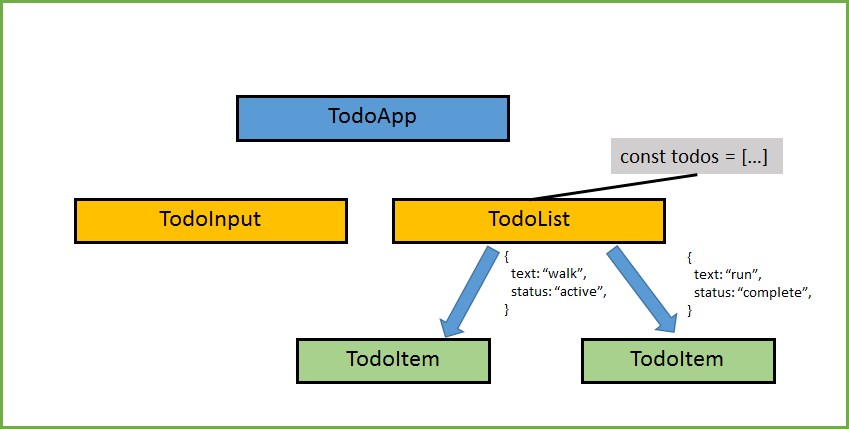 TodoApp
const todos = [...]
TodoInput
TodoList
{
text: “walk”,
status: “active”,
}
{
text: “run”,
status: “complete”,
}
TodoItem
TodoItem